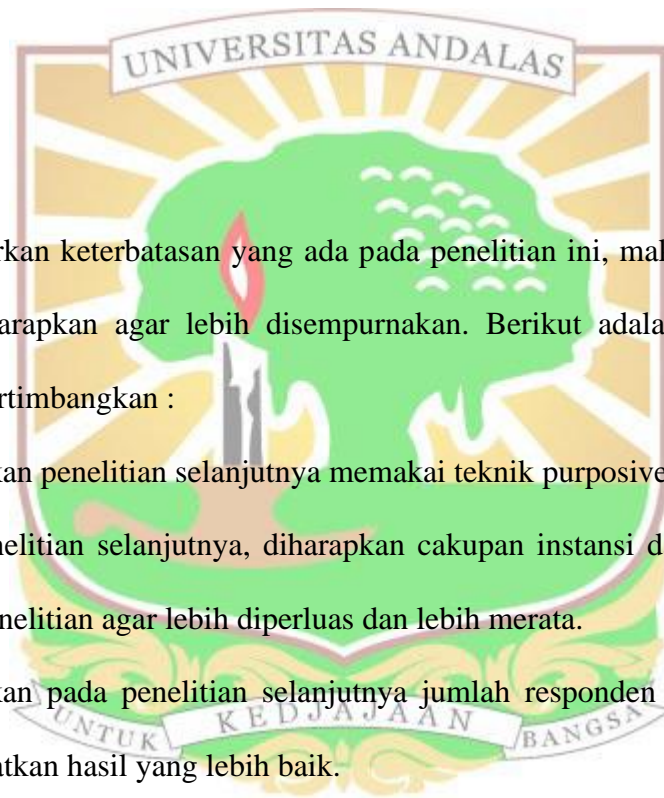 UNIVERSITAS ANDALAS
rkan keterbatasan yang ada pada penelitian ini, mal
arapkan agar lebih disempurnakan. Berikut adala
rtimbangkan :
kan penelitian selanjutnya memakai teknik purposive
nelitian selanjutnya, diharapkan cakupan instansi d
nelitian agar lebih diperluas dan lebih merata.
kan pada penelitian selanjutnya jumlah responden
UNTUK KEDJAJAAN BANGSA
atkan hasil yang lebih baik.